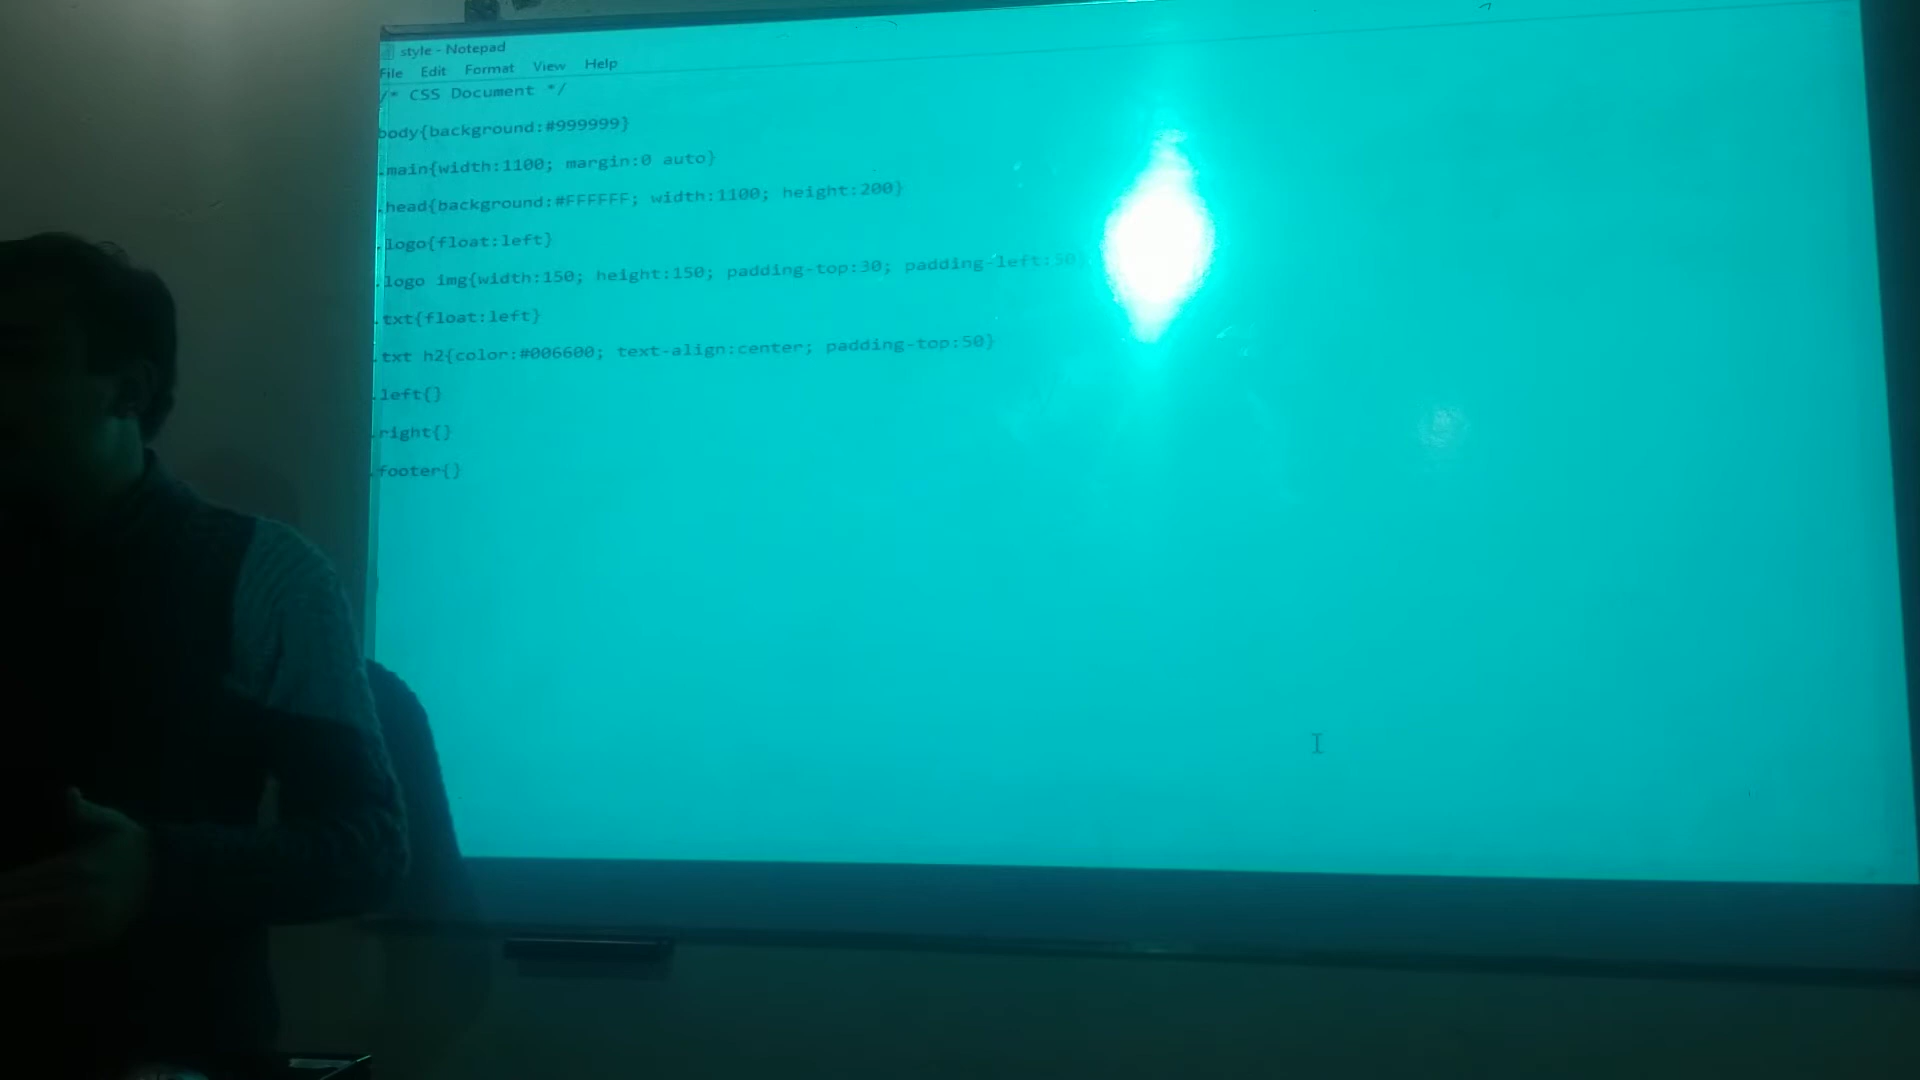 style - Notepad
File Edit Format View Help
/* CSS Document */
body{background:#999999}
.main{width:1100; margin:0 auto}
.head{background:#FFFFFF; width:1100; height:200}
.logo{float:left}
.logo img{width:150; height:150; padding-top:30; padding-left:50}
.txt{float:left}
.txt h2{color:#006600; text-align:center; padding-top:50}
.left{}
.right{}
.footer{}